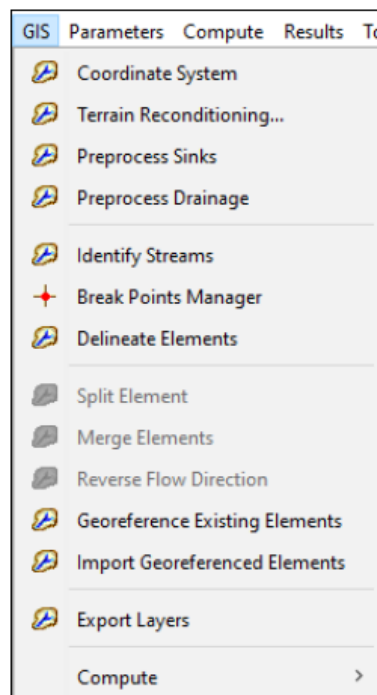 GIS Parameters Compute Results
Coordinate System
Terrain Reconditioning...
Preprocess Sinks
Preprocess Drainage
Identify Streams
Break Points Manager
Delineate Elements
Split Element
Merge Elements
Reverse Flow Direction
Georeference Existing Elements
Import Georeferenced Elements
Export Layers
Compute